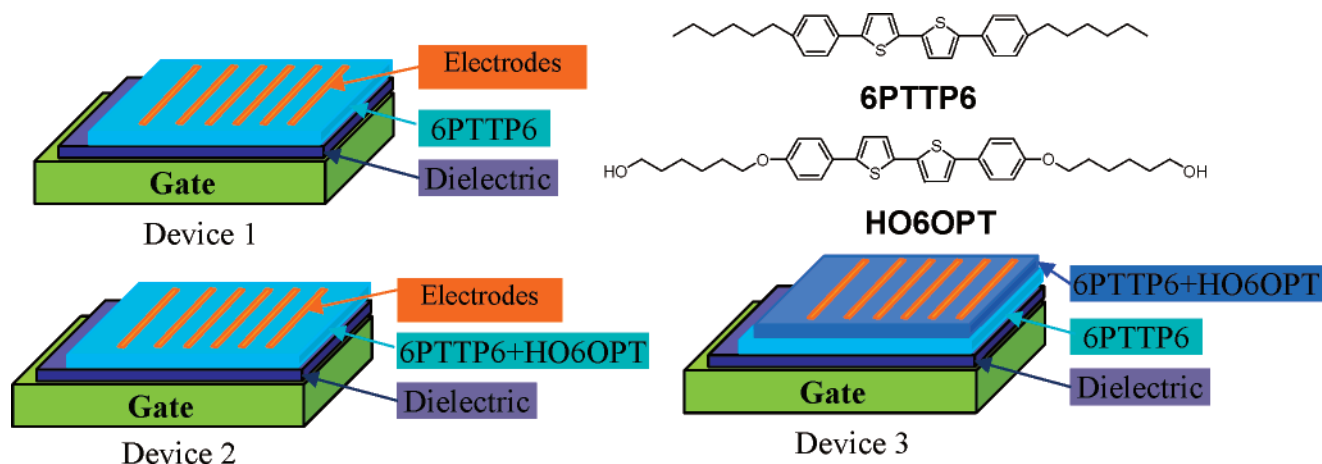 Electrodes
6PTTP6
Dielectric
Gate
Device 1
S
S
6PTTP6
HO
O
S
S
O
OH
HO6OPT
Electrodes
6PTTP6+HO6OPT
Dielectric
Gate
Device 2
6PTTP6+HO6OPT
6PTTP6
Dielectric
Gate
Device 3